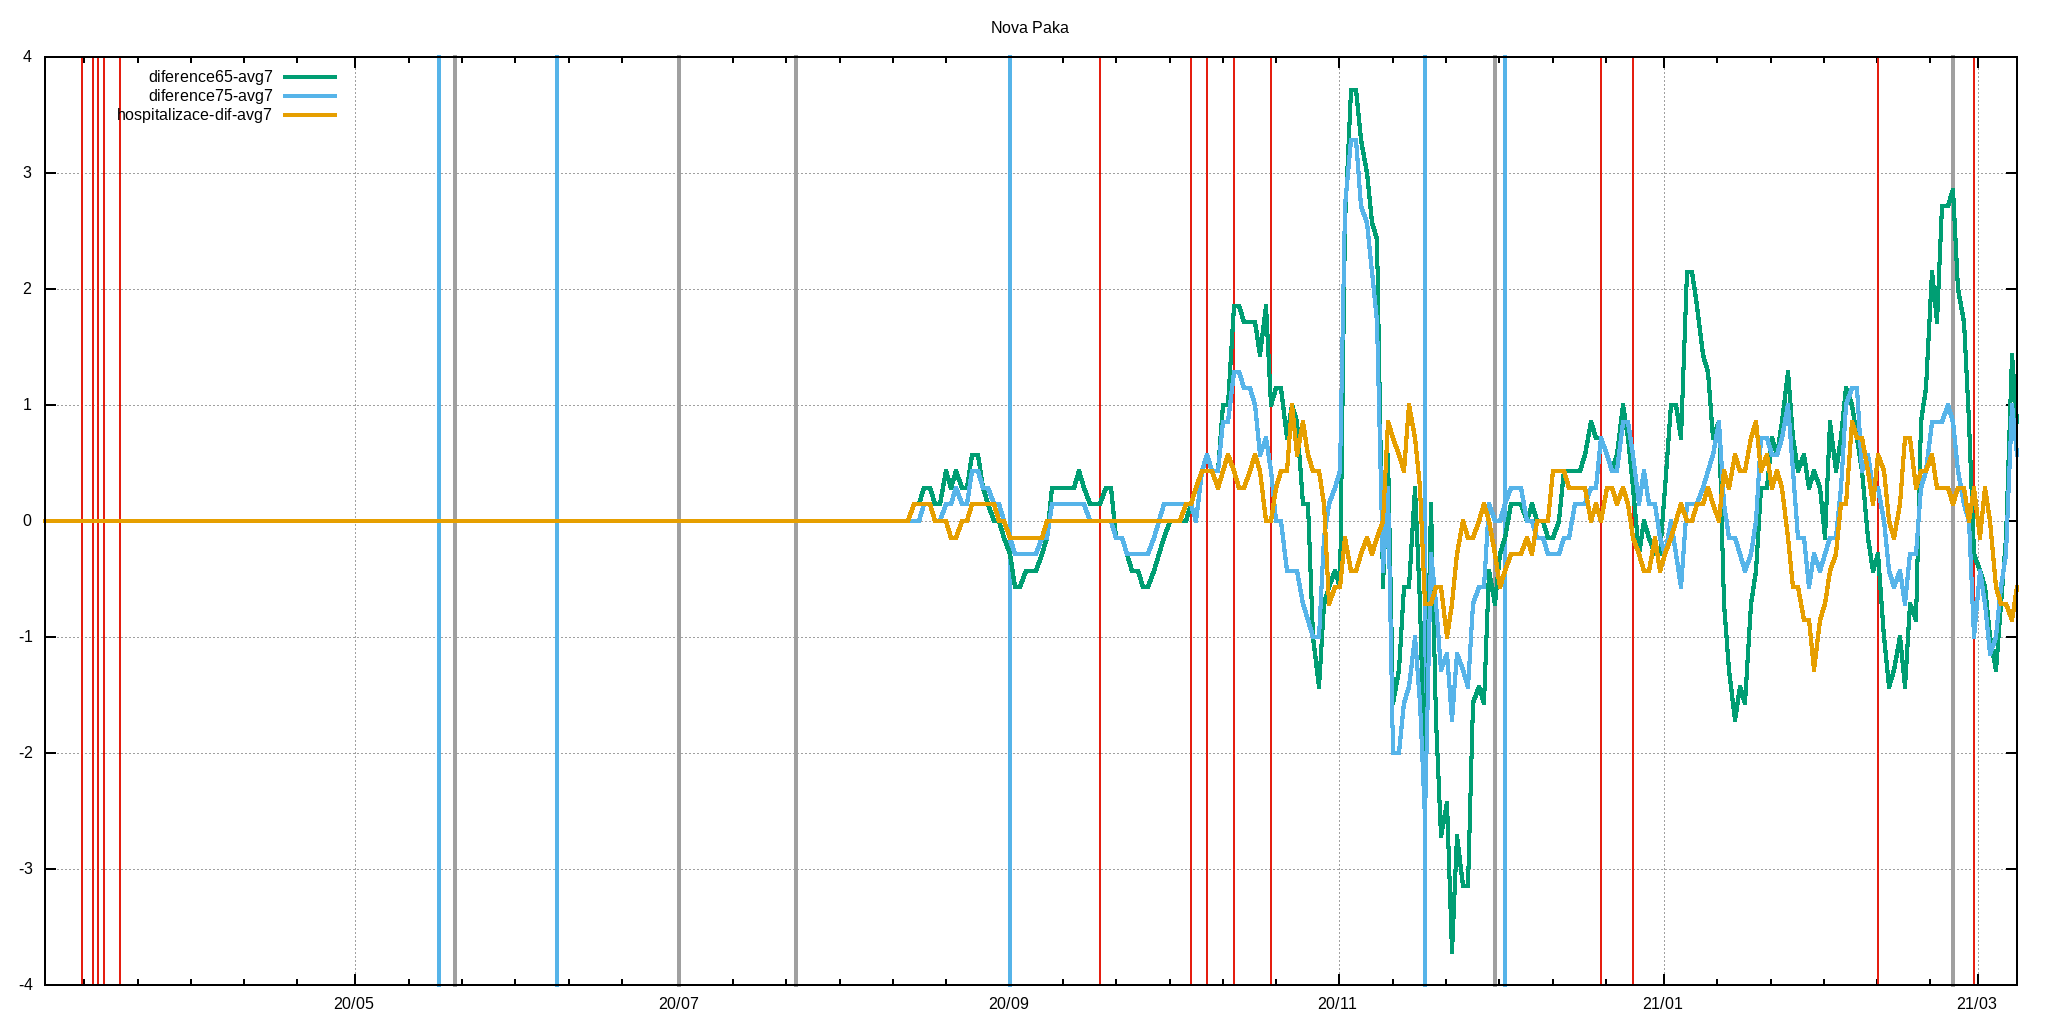 Nova Paka
diference65-avg7
diference75-avg7
hospitalizace-dif-avg7
4
3
2
1
0
-1
-2
-3
-4
20/05 20/07 20/09 20/11 21/01 21/03